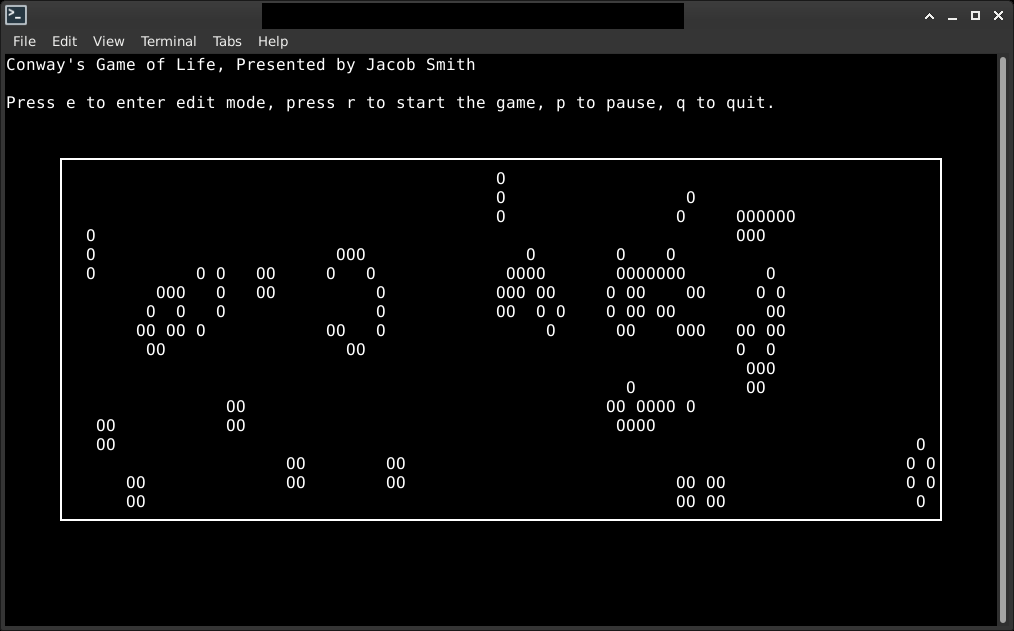 File Edit View Terminal Tabs Help
Conway's Game of Life, Presented by Jacob Smith
Press e to enter edit mode, press r to start the game, p to pause, q to quit.
O
O O
O O OOOOOO
O OOO
O OOO O O O
O O O OO O O OOOO OOOOOOO O
OOO O OO O OOO OO O OO OO O O
O O O O OO O O O OO OO OO
OO OO O OO O O OO OOO OO OO
OO OO O O
OOO
O OO
OO OO OOOO O
OO OO OOOO
OO O
OO OO O O
OO OO OO OO OO O O
OO OO OO O